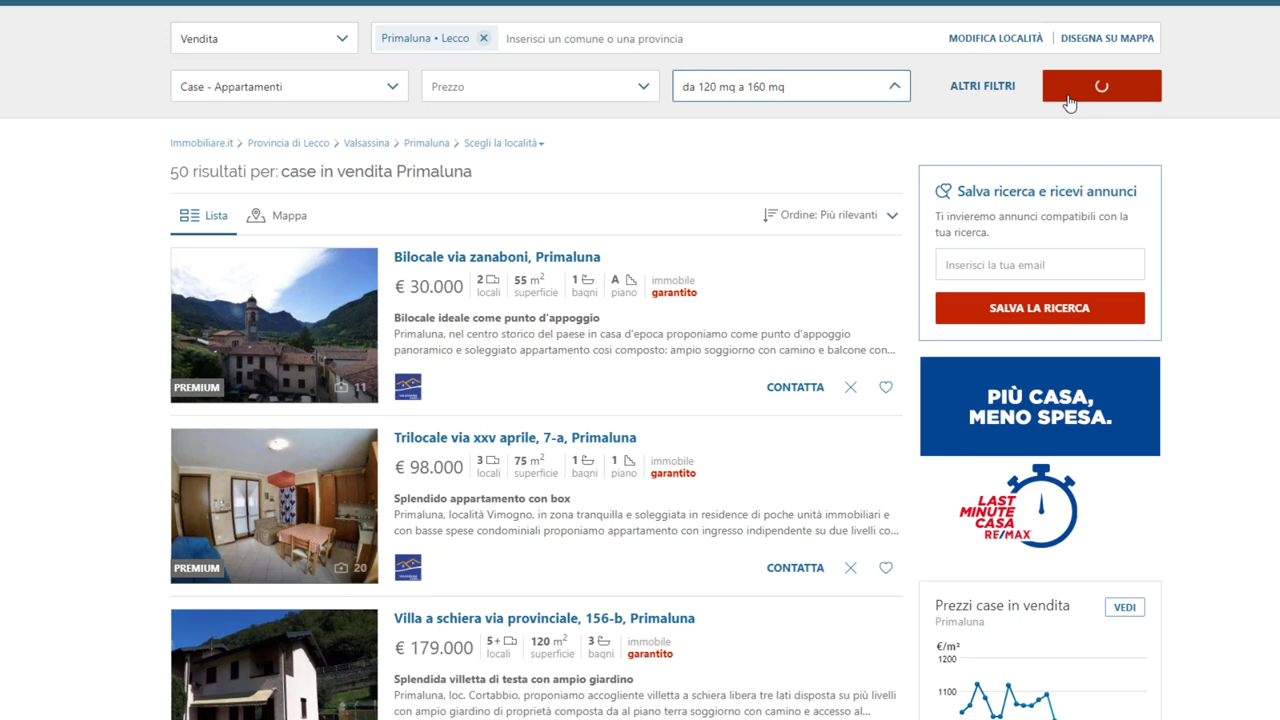 Vendita
Primaluna • Lecco
Inserisci un comune o una provincia
MODIFICA LOCALITÀ
DISEGNA SU MAPPA
Case - Appartamenti
Prezzo
da 120 mq a 160 mq
ALTRI FILTRI
Immobiliare.it > Provincia di Lecco > Valsassina > Primaluna > Scegli la località
50 risultati per: case in vendita Primaluna
Lista
Mappa
Ordine: Più rilevanti
Bilocale via zanaboni, Primaluna
€ 30.000 2 55 m² 1 A immobile
locali superficie bagni piano garantito
Bilocale ideale come punto d'appoggio
Primaluna, nel centro storico del paese in casa d'epoca proponiamo come punto d'appoggio
panoramico e soleggiato appartamento cosi composto: ampio soggiorno con camino e balcone con...
PREMIUM
11
CONTATTA
Trilocale via xxv aprile, 7-a, Primaluna
€ 98.000 3 75 m² 1 1 immobile
locali superficie bagni piano garantito
Splendido appartamento con box
Primaluna, località Vimogno, in zona tranquilla e soleggiata in residence di poche unità immobiliari e
con basse spese condominiali proponiamo appartamento con ingresso indipendente su due livelli co...
PREMIUM
20
CONTATTA
Villa a schiera via provinciale, 156-b, Primaluna
€ 179.000 5+ 120 m² 3 immobile
locali superficie bagni garantito
Splendida villetta di testa con ampio giardino
Primaluna, loc. Cortabbio, proponiamo accogliente villetta a schiera libera tre lati disposta su più livelli
con ampio giardino di proprietà composta da al piano terra soggiorno con camino e accesso al...
Salva ricerca e ricevi annunci
Ti invieremo annunci compatibili con la
tua ricerca.
Inserisci la tua email
SALVA LA RICERCA
PIÙ CASA,
MENO SPESA.
LAST
MINUTE
CASA
RE/MAX
Prezzi case in vendita
VEDI
Primaluna
€/m²
1200
1100